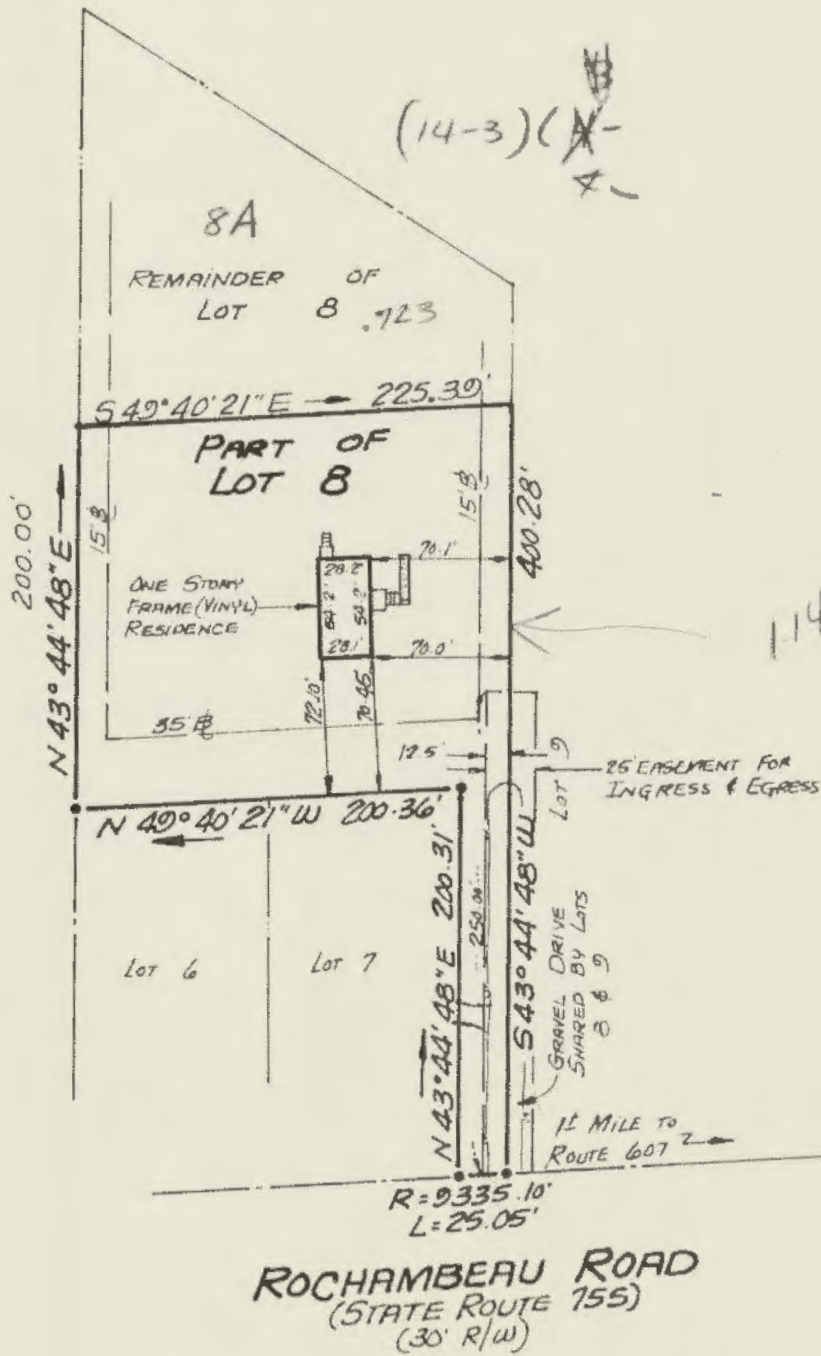 (14-3)(
4
8A
REMAINDER OF
LOT 8 .723
S 49° 40' 21" E 225.39'
PART OF
LOT 8
200.00'
N 43° 44' 48" E
15' B
15' B
400.28'
ONE STORY
FRAME (VINYL)
RESIDENCE
28.2'
54.2'
54.2'
28.1'
70.1'
70.0'
1.14
72.10'
70.46'
35' B
12.5'
LOT 9
25' EASEMENT FOR
INGRESS & EGRESS
N 49° 40' 21" W 200.36'
LOT 6
LOT 7
N 43° 44' 48" E 200.31'
250.00'
S 43° 44' 48" W
GRAVEL DRIVE
SHARED BY LOTS
8 & 9
1± MILE TO
ROUTE 607
R = 9335.10'
L = 25.05'
ROCHAMBEAU ROAD
(STATE ROUTE 755)
(30' R/W)